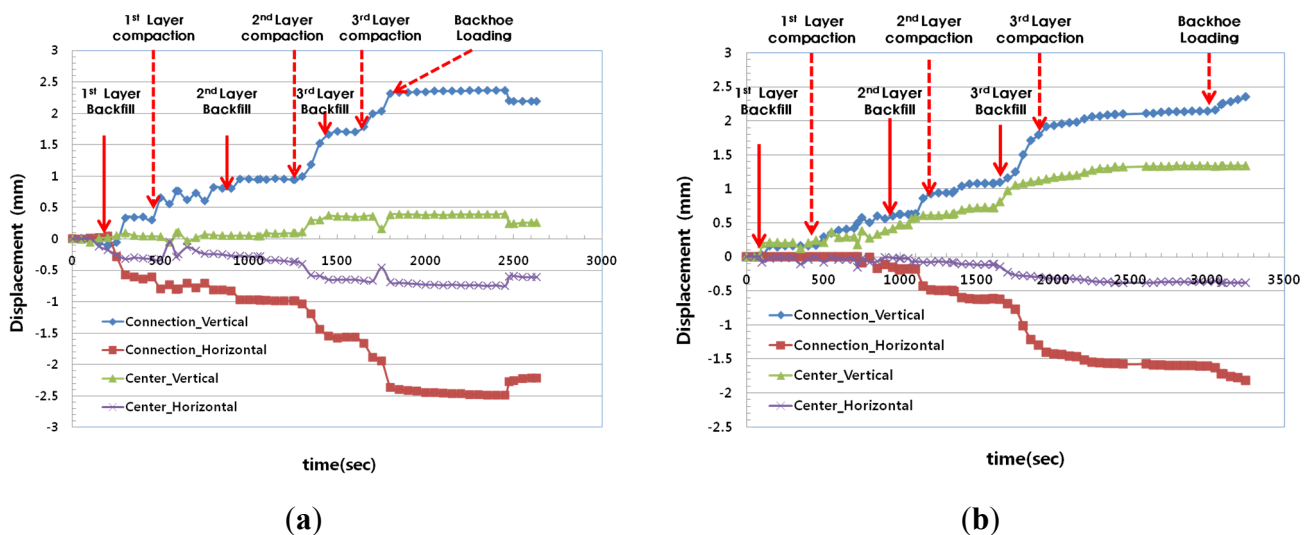 1st Layer
compaction
2nd Layer
compaction
3rd Layer
compaction
Backhoe
Loading
1st Layer
Backfill
2nd Layer
Backfill
3rd Layer
Backfill
Displacement (mm)
3
2.5
2
1.5
1
0.5
0
-0.5
-1
-1.5
-2
-2.5
-3
0 500 1000 1500 2000 2500 3000
Connection_Vertical
Connection_Horizontal
Center_Vertical
Center_Horizontal
time(sec)
(a)
1st Layer
compaction
2nd Layer
compaction
3rd Layer
compaction
Backhoe
Loading
1st Layer
Backfill
2nd Layer
Backfill
3rd Layer
Backfill
Displacement (mm)
3
2.5
2
1.5
1
0.5
0
-0.5
-1
-1.5
-2
-2.5
0 500 1000 1500 2000 2500 3000 3500
Connection_Vertical
Connection_Horizontal
Center_Vertical
Center_Horizontal
time(sec)
(b)